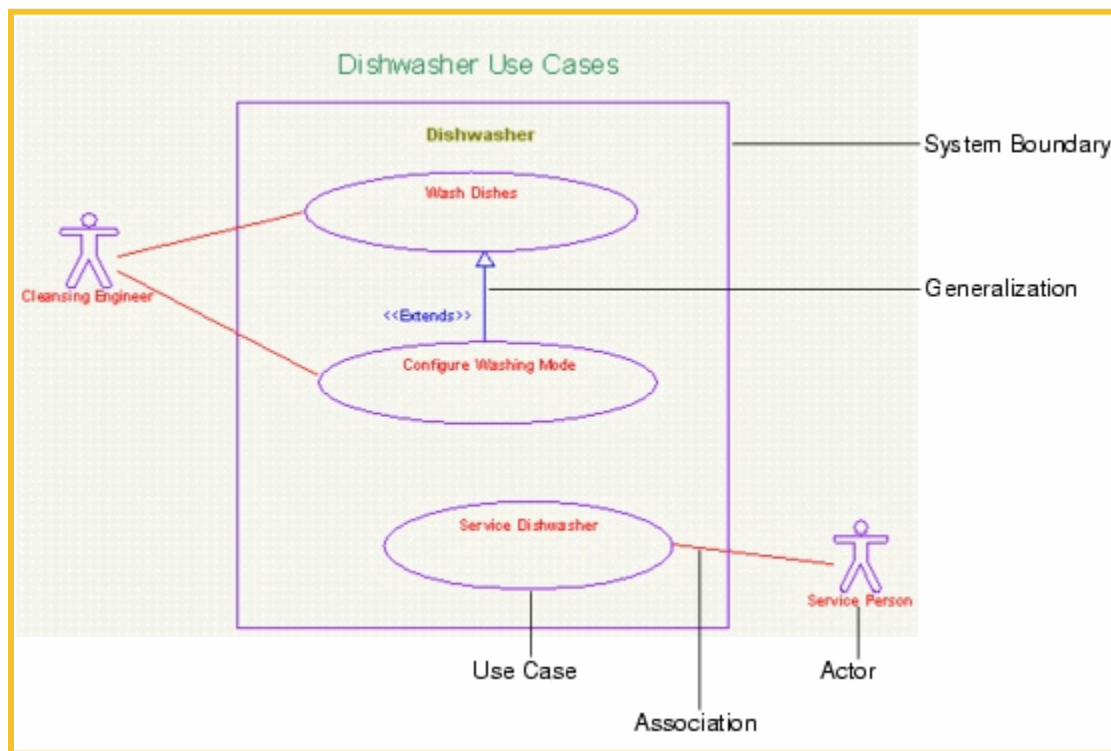 Dishwasher Use Cases
Dishwasher
System Boundary
Wash Dishes
Cleansing Engineer
Generalization
<<Extends>>
Configure Washing Mode
Service Dishwasher
Service Person
Use Case
Actor
Association